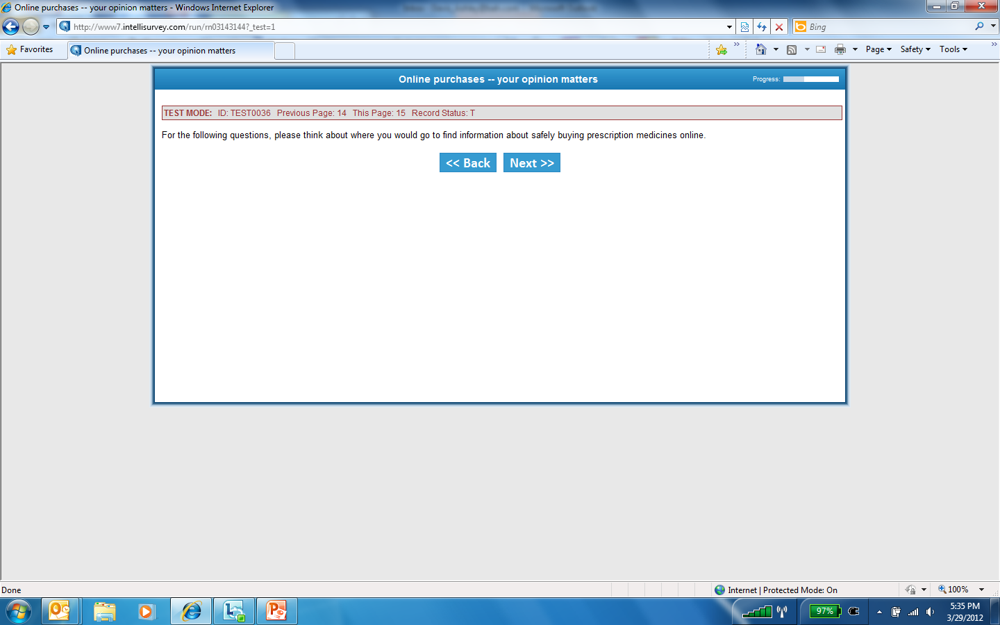 Online purchases -- your opinion matters - Windows Internet Explorer
http://www7.intellisurvey.com/run/rn03143144?_test=1
Bing
Favorites
Online purchases -- your opinion matters
Page
Safety
Tools
Online purchases -- your opinion matters
Progress:
TEST MODE: ID: TEST0036 Previous Page: 14 This Page: 15 Record Status: T
For the following questions, please think about where you would go to find information about safely buying prescription medicines online.
<< Back Next >>
Done
Internet | Protected Mode: On
100%
97%
5:35 PM
3/29/2012